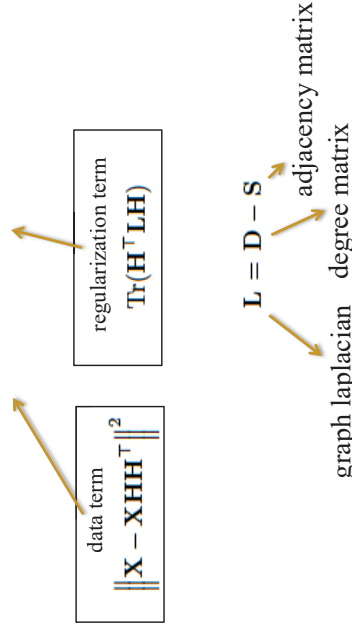 data term
‖X − XHH⊤‖²
regularization term
Tr(H⊤LH)
L = D − S
graph laplacian
degree matrix
adjacency matrix